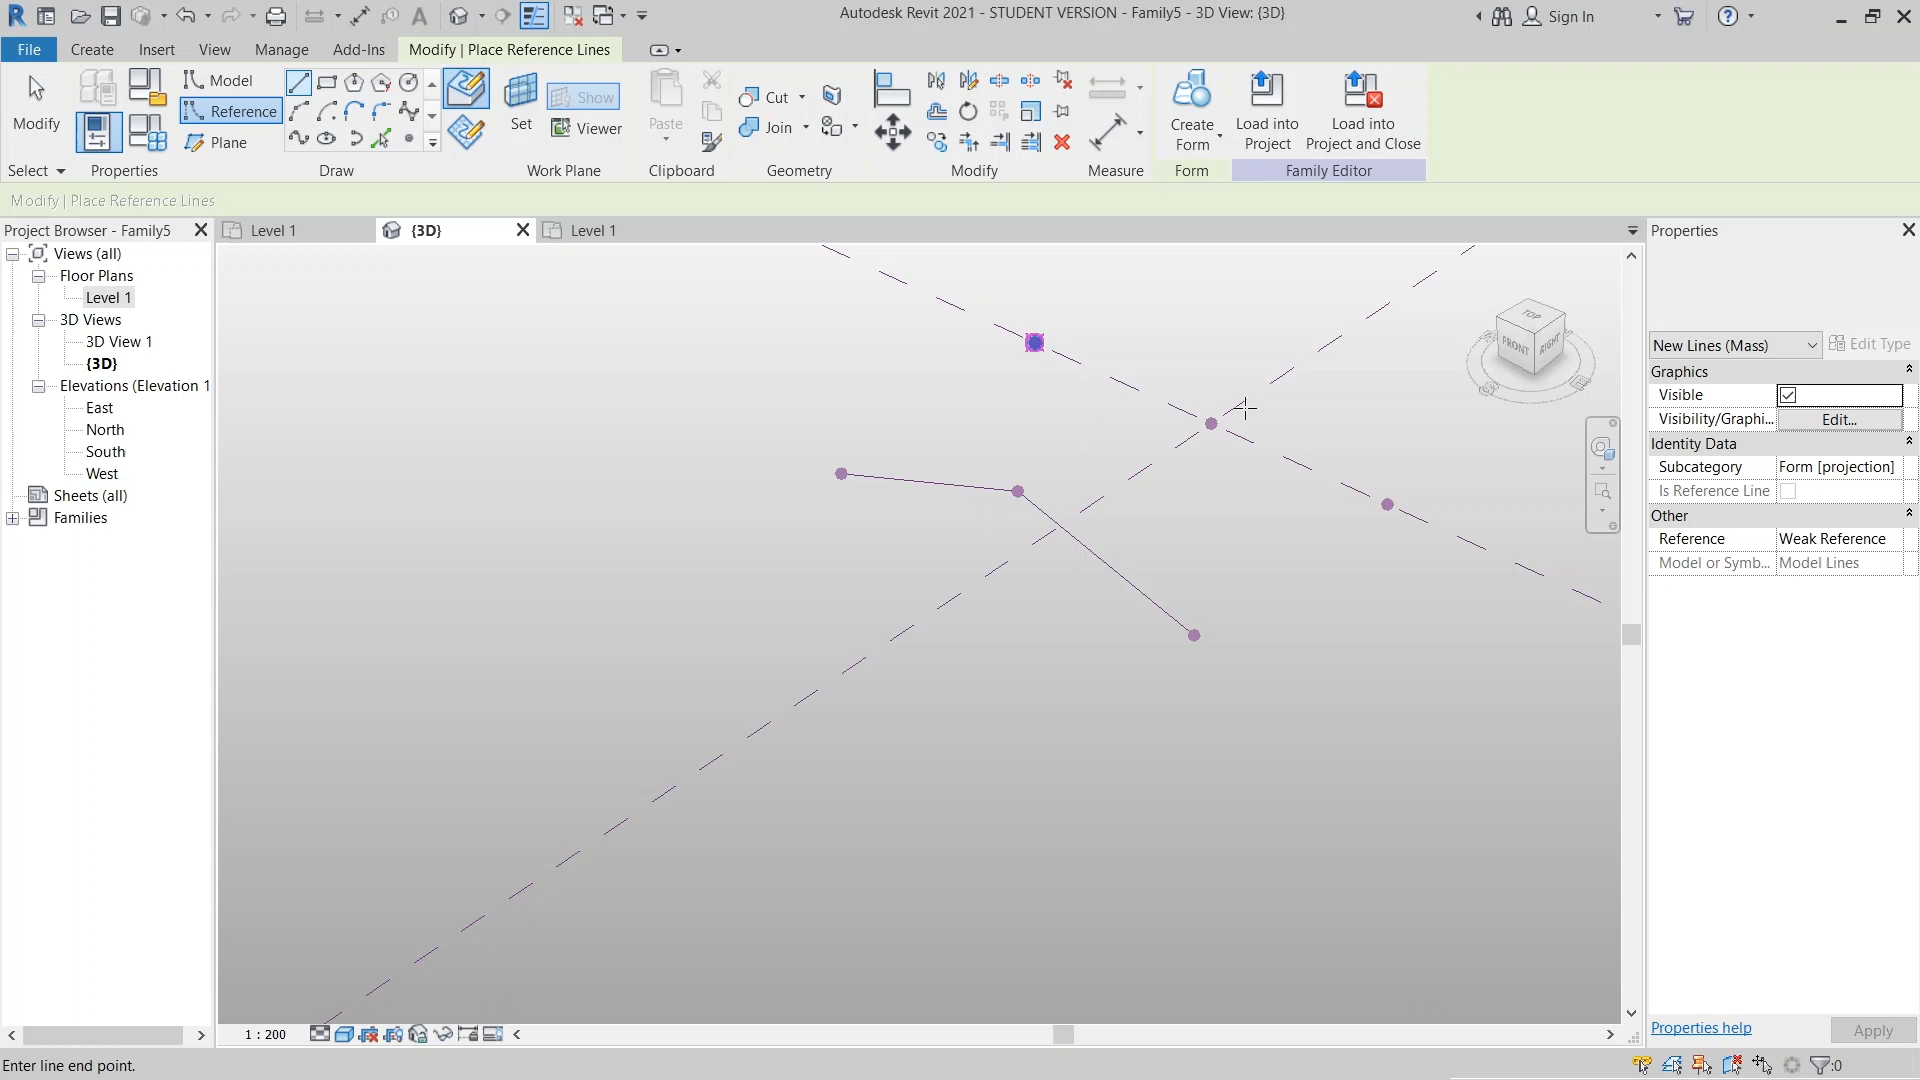 Autodesk Revit 2021 - STUDENT VERSION - Family5 - 3D View: {3D}
Sign In
File
Create
Insert
View
Manage
Add-Ins
Modify | Place Reference Lines
Modify
Model
Reference
Plane
Set
Show
Viewer
Paste
Cut
Join
Create
Form
Load into
Project
Load into
Project and Close
Select
Properties
Draw
Work Plane
Clipboard
Geometry
Modify
Measure
Form
Family Editor
Modify | Place Reference Lines
Project Browser - Family5
Level 1
{3D}
Level 1
Properties
Views (all)
Floor Plans
Level 1
3D Views
3D View 1
{3D}
Elevations (Elevation 1
East
North
South
West
Sheets (all)
Families
TOP
FRONT
RIGHT
New Lines (Mass)
Edit Type
Graphics
Visible
Visibility/Graphi...
Edit...
Identity Data
Subcategory
Form [projection]
Is Reference Line
Other
Reference
Weak Reference
Model or Symb...
Model Lines
Properties help
Apply
1 : 200
Enter line end point.
:0